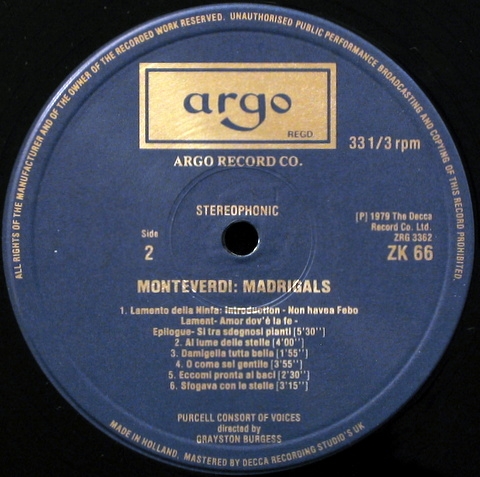 ALL RIGHTS OF THE MANUFACTURER AND OF THE OWNER OF THE RECORDED WORK RESERVED. UNAUTHORISED PUBLIC PERFORMANCE BROADCASTING AND COPYING OF THIS RECORD PROHIBITED.
argo
REGD.
33 1/3 rpm
ARGO RECORD CO.
STEREOPHONIC
Side
2
[P] 1979 The Decca
Record Co. Ltd.
ZRG 3362
ZK 66
MONTEVERDI: MADRIGALS
1. Lamento della Ninfa: Introduction - Non havea Febo
Lament- Amor dov'è la fe -
Epilogue- Si tra sdegnosi pianti [5'30'']
2. Al lume delle stelle [4'00'']
3. Damigella tutta bella [1'55'']
4. O come sei gentile [3'55'']
5. Eccomi pronta ai baci [2'30'']
6. Sfogava con le stelle [3'15'']
PURCELL CONSORT OF VOICES
directed by
GRAYSTON BURGESS
MADE IN HOLLAND. MASTERED BY DECCA RECORDING STUDIO'S UK